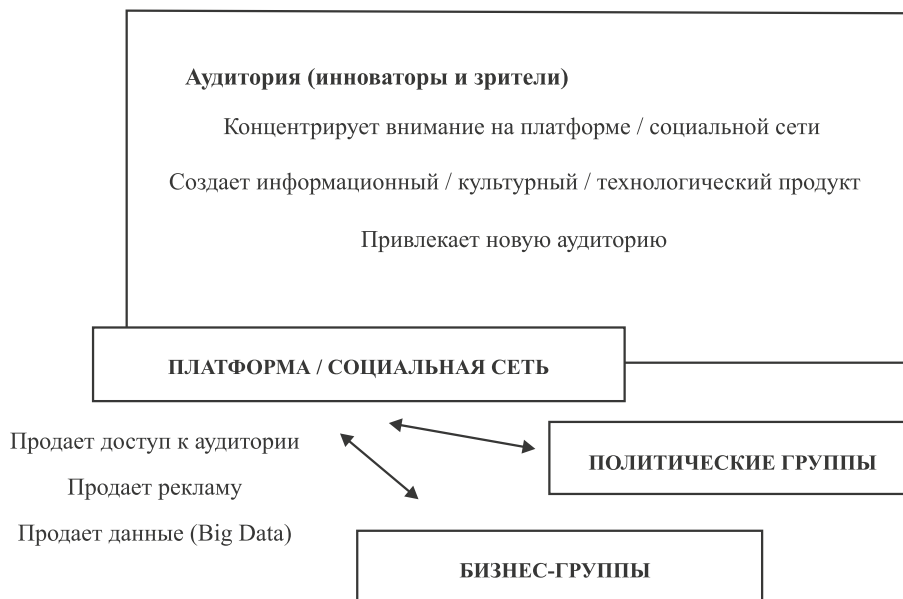 Аудитория (инноваторы и зрители)
Концентрирует внимание на платформе / социальной сети
Создает информационный / культурный / технологический продукт
Привлекает новую аудиторию
ПЛАТФОРМА / СОЦИАЛЬНАЯ СЕТЬ
Продает доступ к аудитории
Продает рекламу
Продает данные (Big Data)
ПОЛИТИЧЕСКИЕ ГРУППЫ
БИЗНЕС-ГРУППЫ